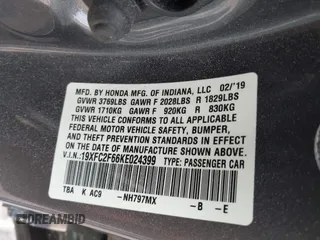 MFD. BY HONDA MFG. OF INDIANA, LLC 02/'19
GVWR 3769LBS GAWR F 2028LBS R 1829LBS
GVWR 1710KG GAWR F 920KG R 830KG
THIS VEHICLE CONFORMS TO ALL APPLICABLE
FEDERAL MOTOR VEHICLE SAFETY, BUMPER,
AND THEFT PREVENTION STANDARDS IN EFFECT
ON THE DATE OF MANUFACTURE SHOWN ABOVE.
V.I.N.:19XFC2F66KE024399 TYPE: PASSENGER CAR
TBA K AC9 -NH797MX -B -E
DREAMBID